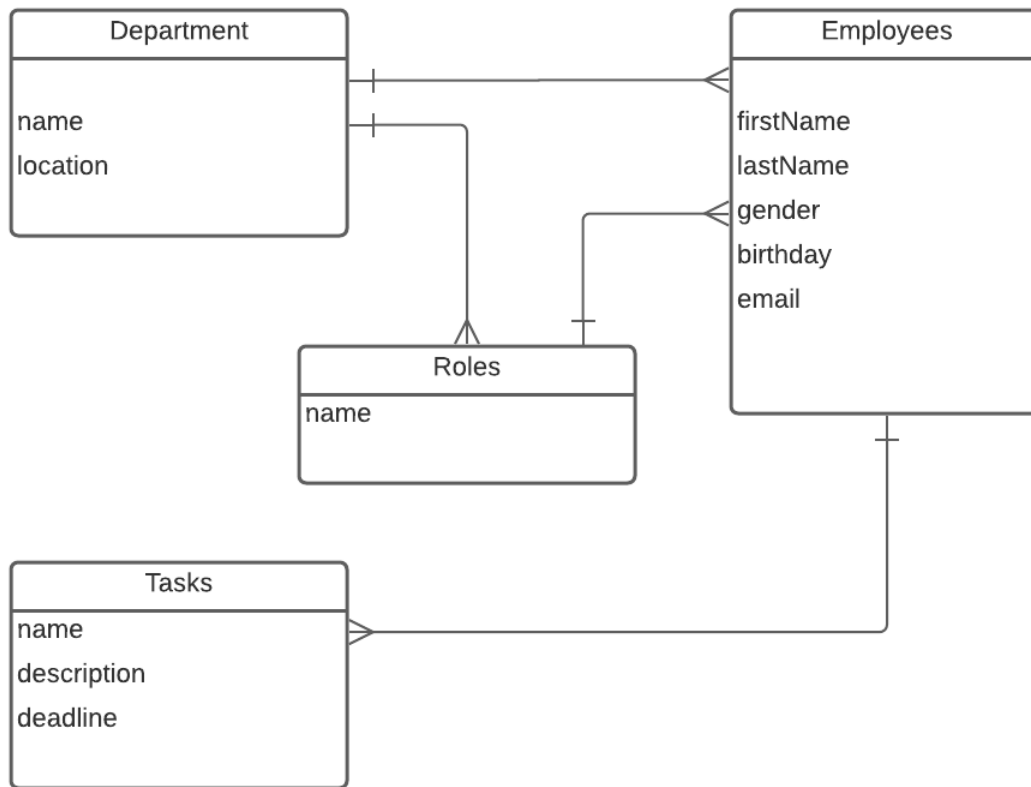 Department
name
location
Employees
firstName
lastName
gender
birthday
email
Roles
name
Tasks
name
description
deadline